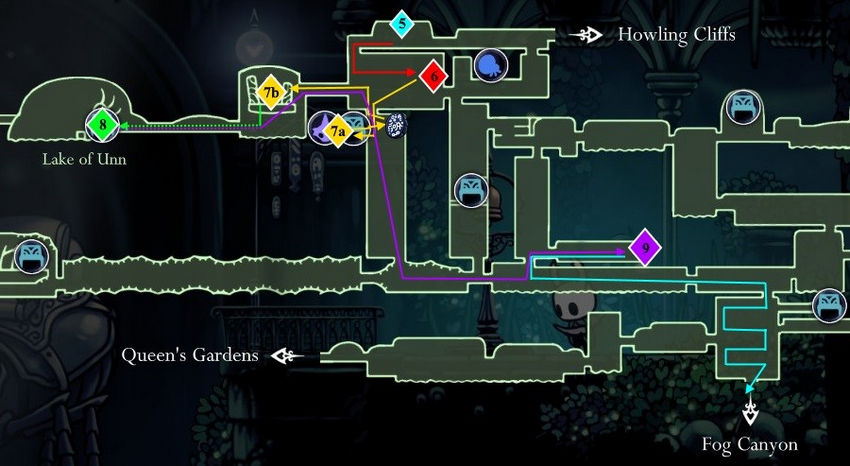 5
Howling Cliffs
6
7b
7a
8
Lake of Unn
9
Queen's Gardens
Fog Canyon